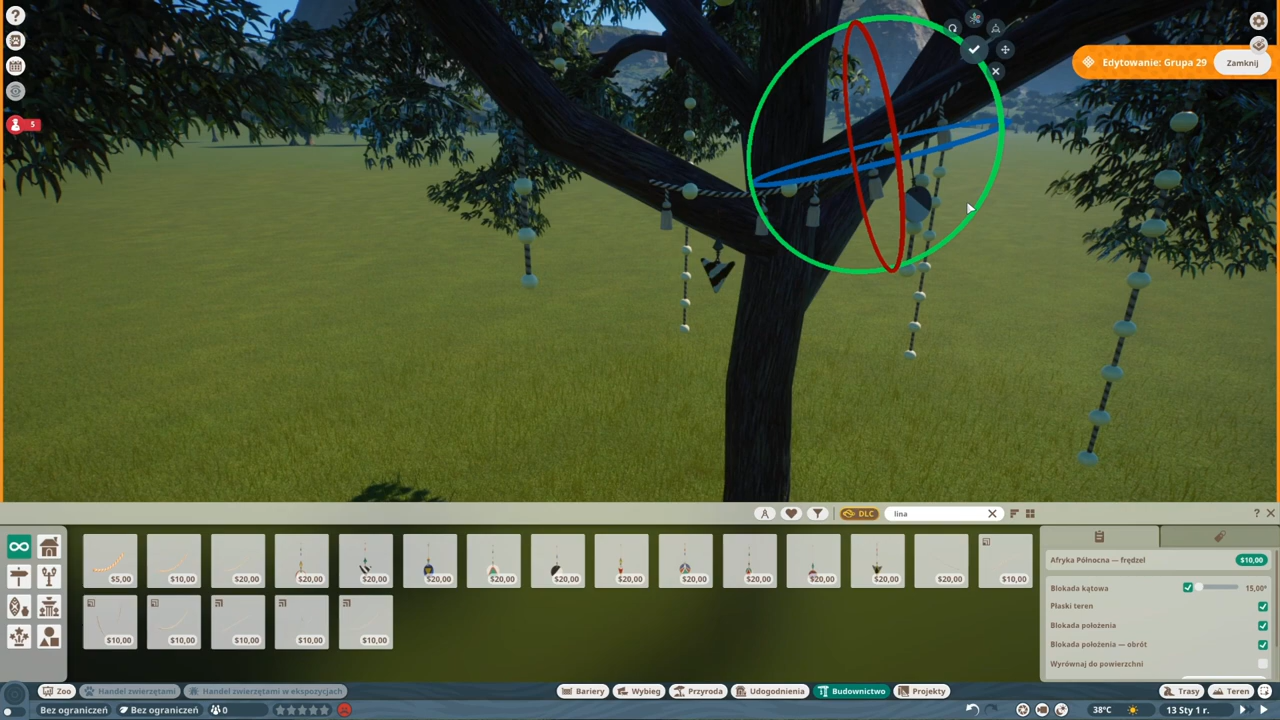 ?
5
Edytowanie: Grupa 29
Zamknij
DLC
lina
?
$5,00
$10,00
$20,00
$20,00
$20,00
$20,00
$20,00
$20,00
$20,00
$20,00
$20,00
$20,00
$20,00
$20,00
$10,00
$10,00
$10,00
$10,00
$10,00
$10,00
Afryka Północna — frędzel
$10,00
Blokada kątowa
15,00°
Płaski teren
Blokada położenia
Blokada położenia — obrót
Wyrównaj do powierzchni
Zoo
Handel zwierzętami
Handel zwierzętami w ekspozycjach
Bariery
Wybieg
Przyroda
Udogodnienia
Budownictwo
Projekty
Trasy
Teren
Bez ograniczeń
Bez ograniczeń
0
38°C
13 Sty 1 r.